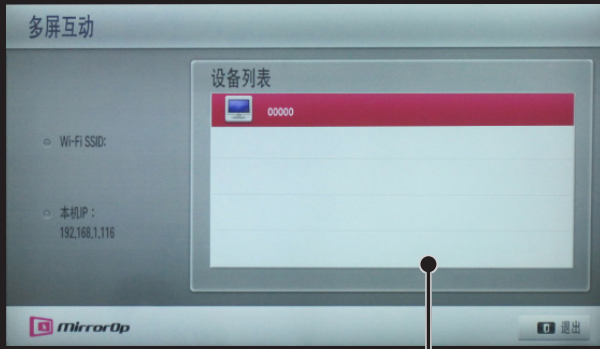 多屏互动
设备列表
00000
Wi-Fi SSID:
本机IP：
192,168,1,116
MirrorOp
退出